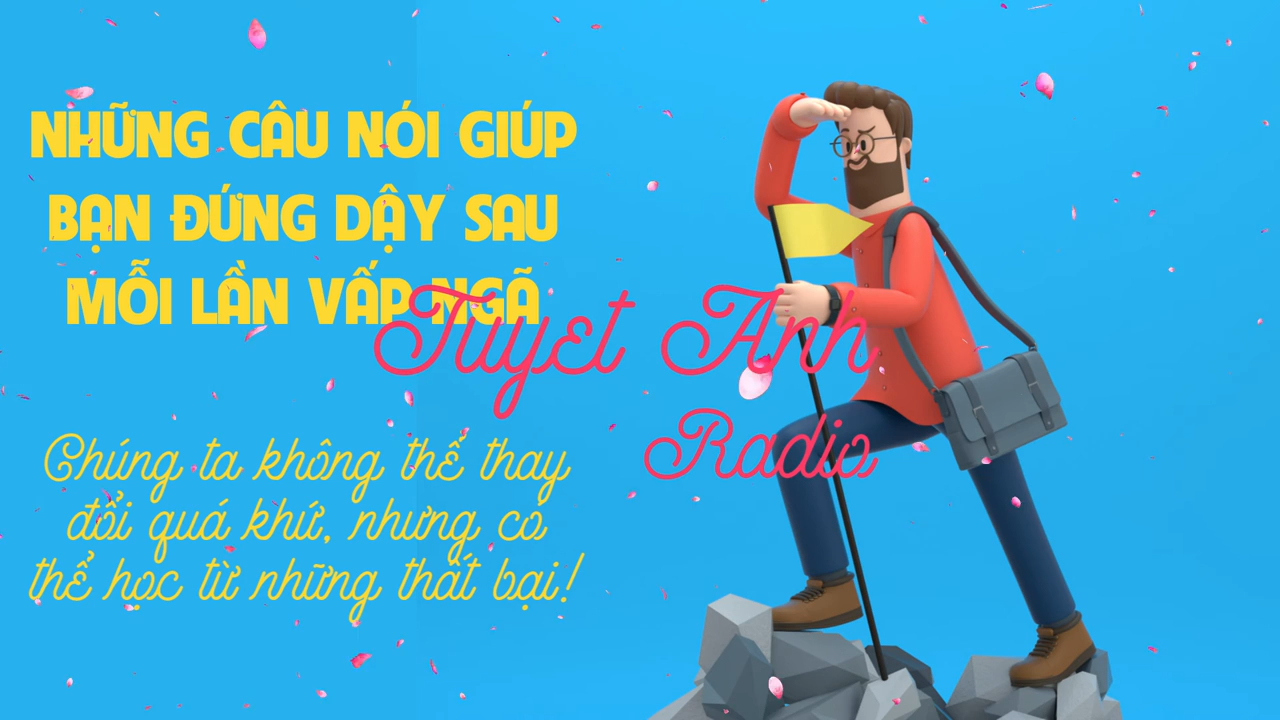 NHỮNG CÂU NÓI GIÚP
BẠN ĐỨNG DẬY SAU
MỖI LẦN VẤP NGÃ
Tuyet Anh
Radio
Chúng ta không thể thay
đổi quá khứ, nhưng có
thể học từ những thất bại!